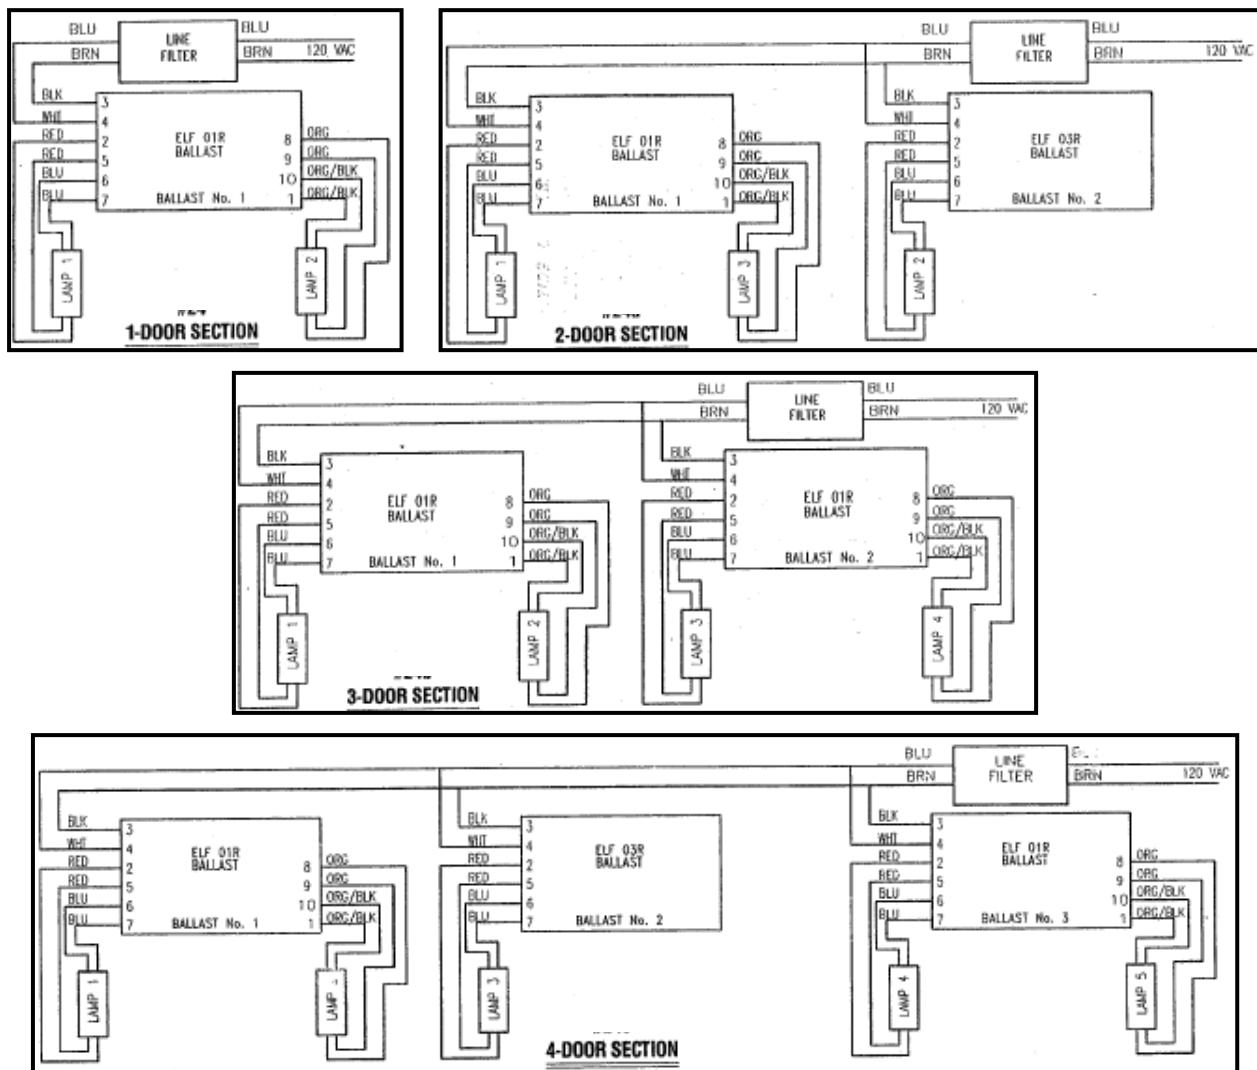 BLU
BRN
LINE
FILTER
BLU
BRN
120 VAC
BLK
WHT
RED
RED
BLU
BLU
3
4
2
5
6
7
ELF 01R
BALLAST
BALLAST No. 1
8
9
10
1
ORG
ORG
ORG/BLK
ORG/BLK
LAMP 1
LAMP 2
1-DOOR SECTION
BLU
BRN
LINE
FILTER
BLU
BRN
120 VAC
BLK
WHT
RED
RED
BLU
BLU
3
4
2
5
6
7
ELF 01R
BALLAST
BALLAST No. 1
8
9
10
1
ORG
ORG
ORG/BLK
ORG/BLK
BLK
WHT
RED
RED
BLU
BLU
3
4
2
5
6
7
ELF 03R
BALLAST
BALLAST No. 2
LAMP 1
LAMP 3
LAMP 2
2-DOOR SECTION
BLU
BRN
LINE
FILTER
BLU
BRN
120 VAC
BLK
WHT
RED
RED
BLU
BLU
3
4
2
5
6
7
ELF 01R
BALLAST
BALLAST No. 1
8
9
10
1
ORG
ORG
ORG/BLK
ORG/BLK
BLK
WHT
RED
RED
BLU
BLU
3
4
2
5
6
7
ELF 01R
BALLAST
BALLAST No. 2
8
9
10
1
ORG
ORG
ORG/BLK
ORG/BLK
LAMP 1
LAMP 2
LAMP 3
LAMP 4
3-DOOR SECTION
BLU
BRN
LINE
FILTER
BRN
120 VAC
BLK
WHT
RED
RED
BLU
BLU
3
4
2
5
6
7
ELF 01R
BALLAST
BALLAST No. 1
8
9
10
1
ORG
ORG
ORG/BLK
ORG/BLK
BLK
WHT
RED
RED
BLU
BLU
3
4
2
5
6
7
ELF 03R
BALLAST
BALLAST No. 2
BLK
WHT
RED
RED
BLU
BLU
3
4
2
5
6
7
ELF 01R
BALLAST
BALLAST No. 3
8
9
10
1
ORG
ORG
ORG/BLK
ORG/BLK
LAMP 1
LAMP
LAMP 3
LAMP 4
LAMP 5
4-DOOR SECTION